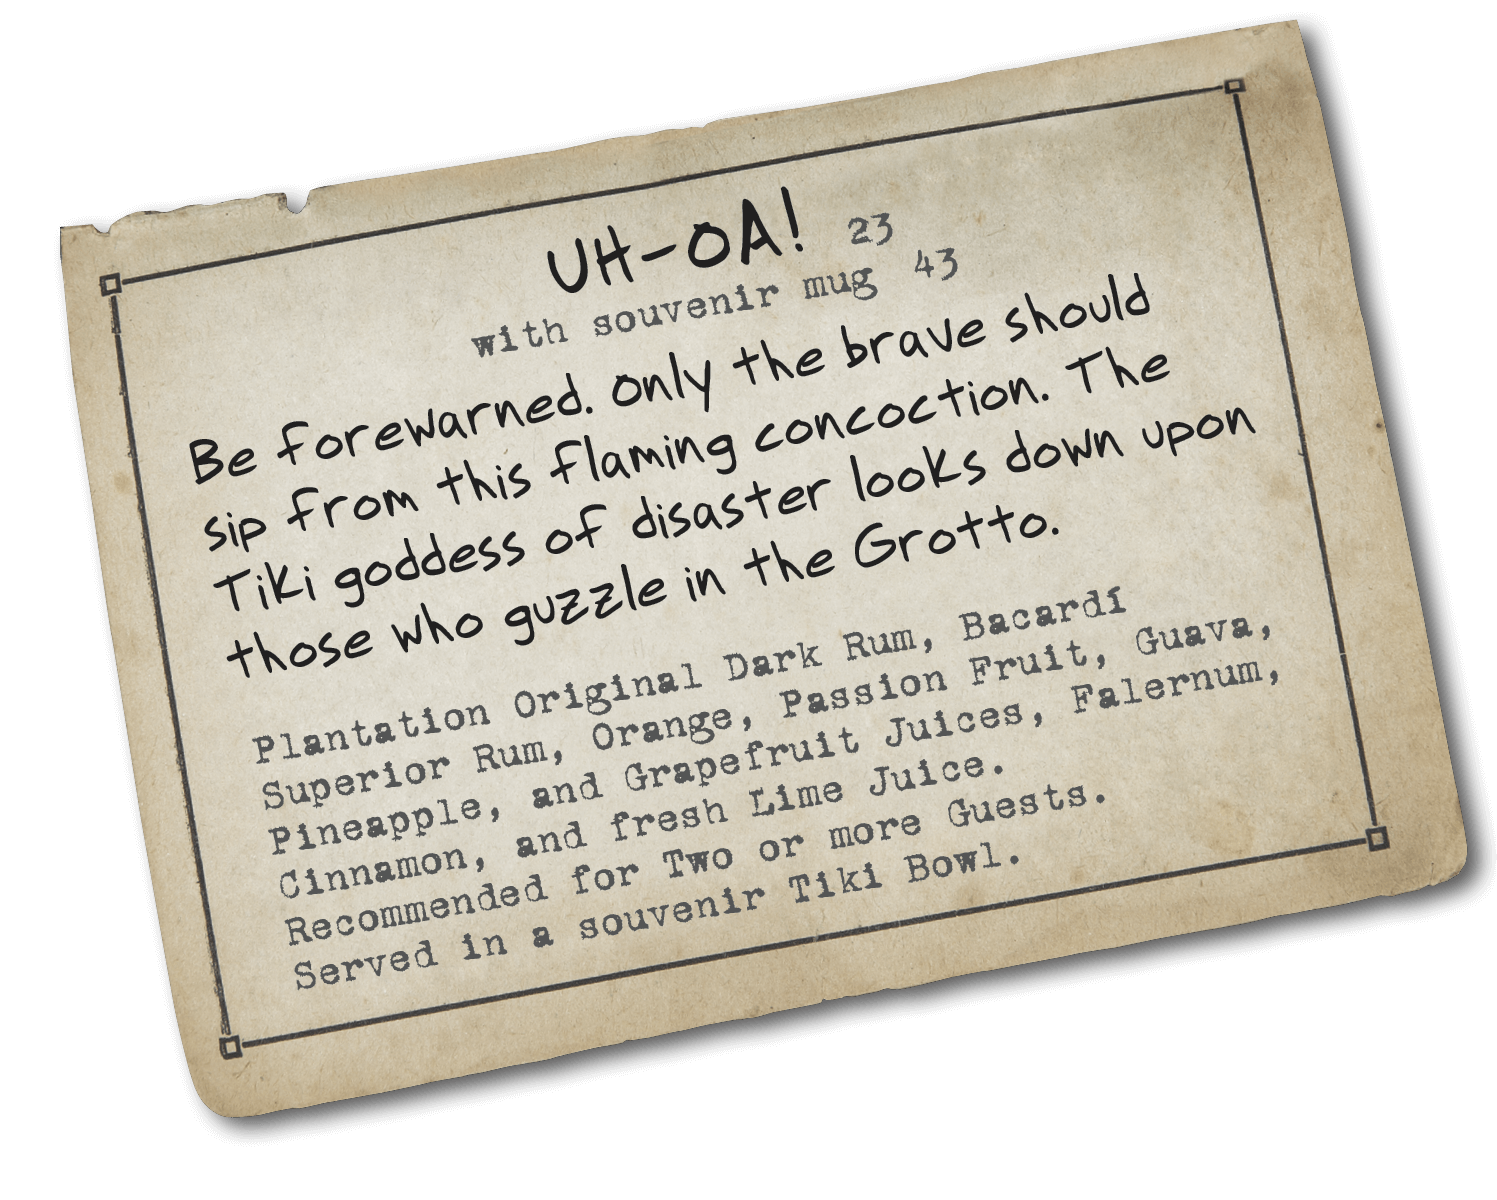 UH-OA! 23
with souvenir mug 43
Be forewarned. Only the brave should
sip from this flaming concoction. The
Tiki goddess of disaster looks down upon
those who guzzle in the Grotto.
Plantation Original Dark Rum, Bacardí
Superior Rum, Orange, Passion Fruit, Guava,
Pineapple, and Grapefruit Juices, Falernum,
Cinnamon, and fresh Lime Juice.
Recommended for Two or more Guests.
Served in a souvenir Tiki Bowl.